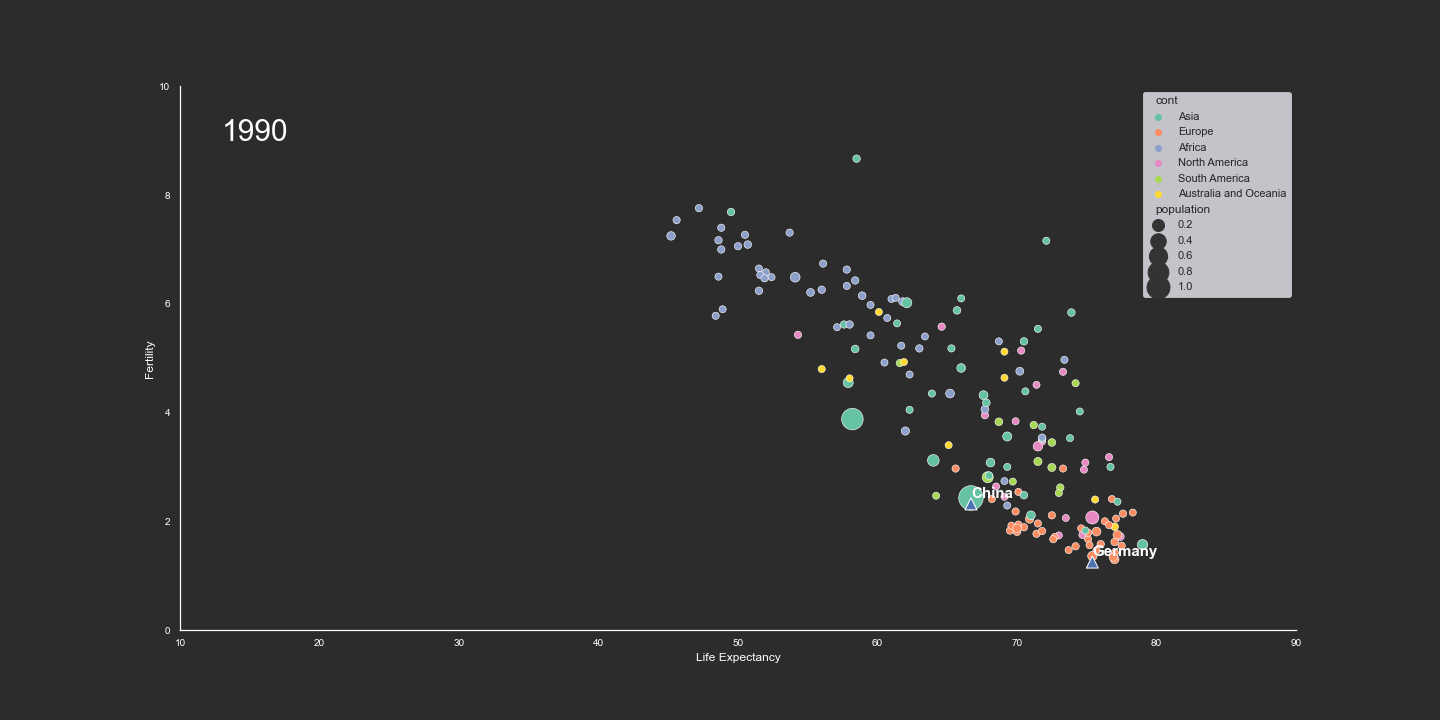 1990
cont
Asia
Europe
Africa
North America
South America
Australia and Oceania
population
0.2
0.4
0.6
0.8
1.0
China
Germany
Fertility
10
8
6
4
2
0
10 20 30 40 50 60 70 80 90
Life Expectancy